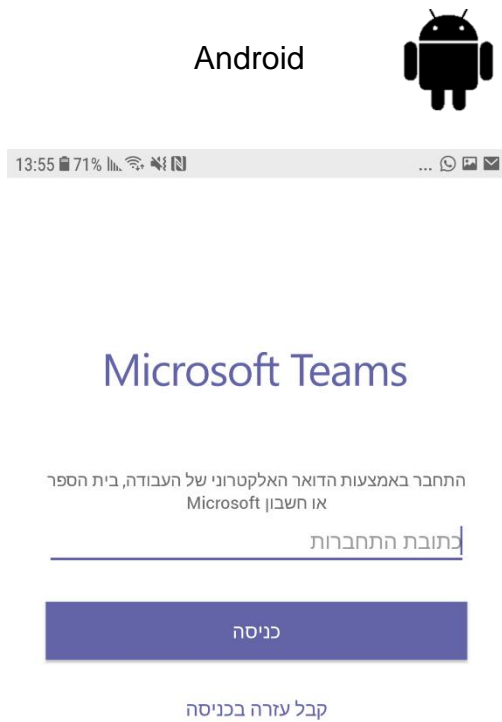 Android
13:55 71%
...
Microsoft Teams
התחבר באמצעות הדואר האלקטרוני של העבודה, בית הספר
או חשבון Microsoft
כתובת התחברות
כניסה
קבל עזרה בכניסה